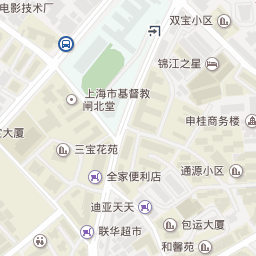 电影技术厂
双宝小区
锦江之星
上海市基督教
闸北堂
申桂商务楼
大厦
三宝花苑
全家便利店
通源小区
迪亚天天
包运大厦
联华超市
和馨苑